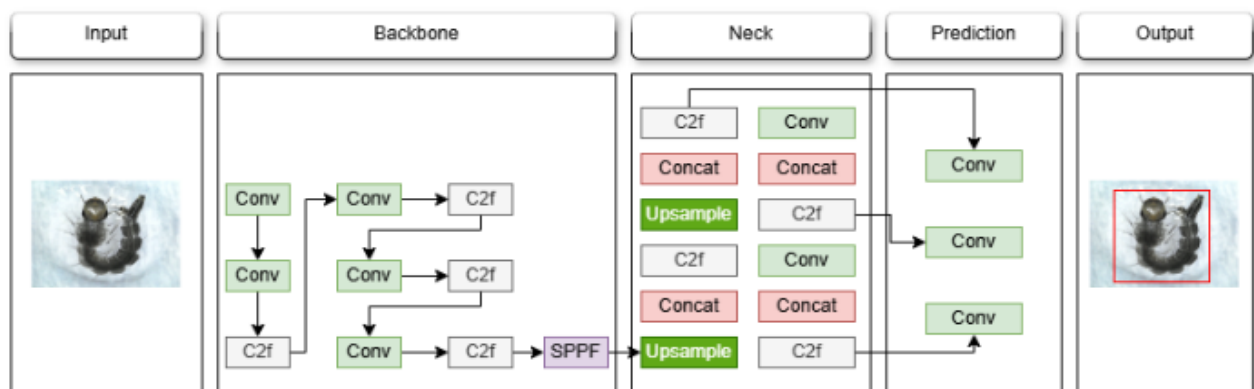 Input
Backbone
Neck
Prediction
Output
Conv
Conv
C2f
Conv
C2f
Conv
C2f
Conv
C2f
SPPF
C2f
Conv
Concat
Concat
Upsample
C2f
C2f
Conv
Concat
Concat
Upsample
C2f
Conv
Conv
Conv